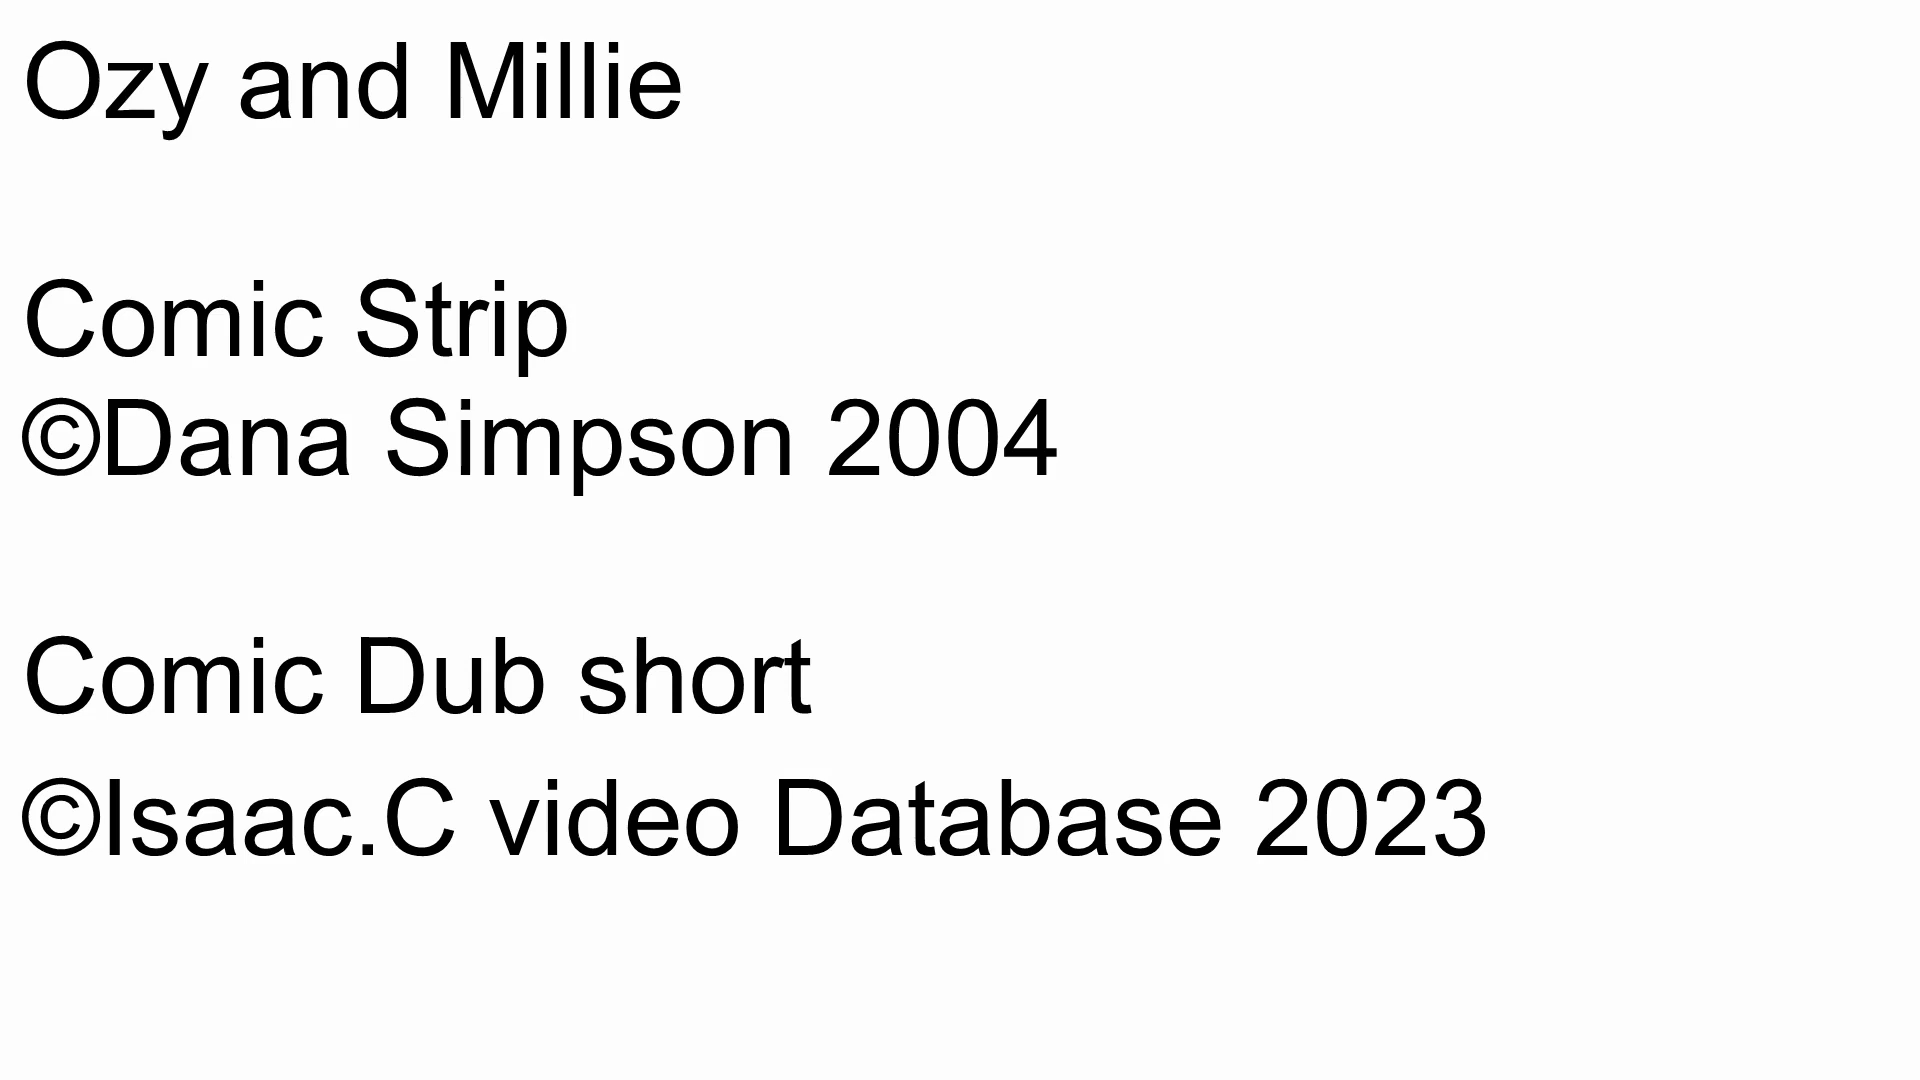 Ozy and Millie
Comic Strip
©Dana Simpson 2004
Comic Dub short
©Isaac.C video Database 2023